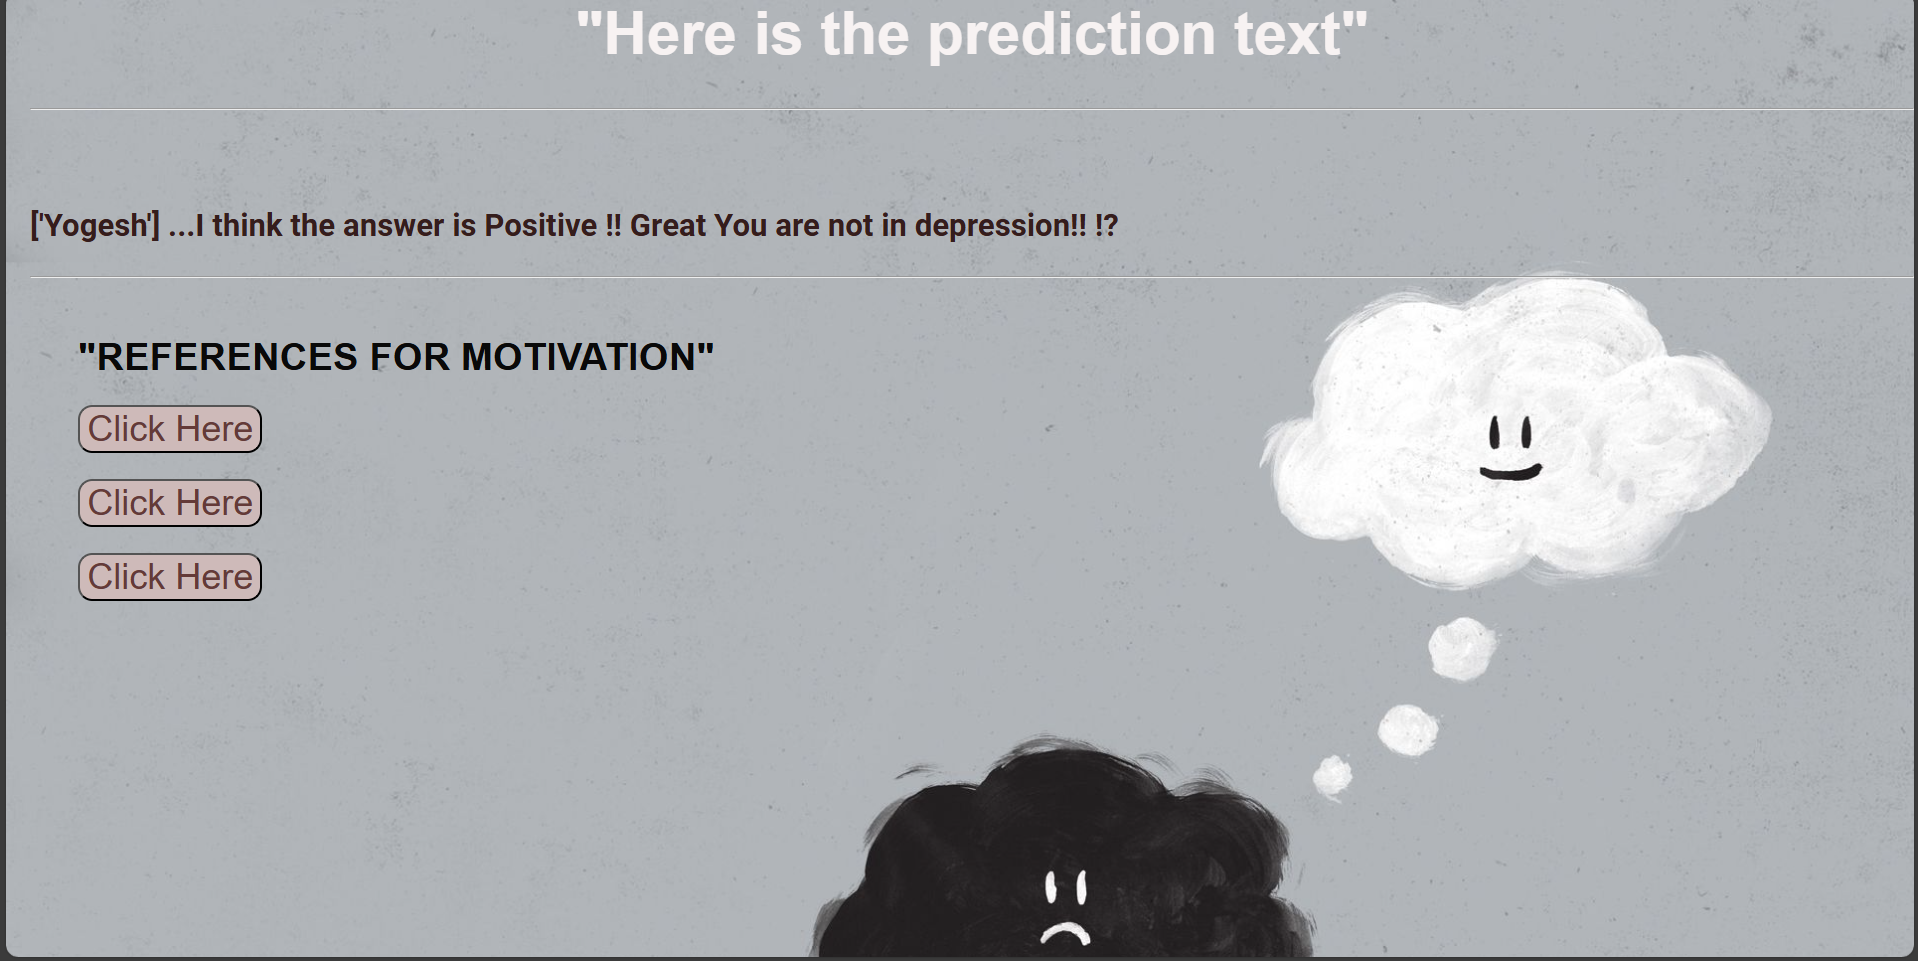 "Here is the prediction text"
['Yogesh'] ...I think the answer is Positive !! Great You are not in depression!! !?
"REFERENCES FOR MOTIVATION"
Click Here
Click Here
Click Here